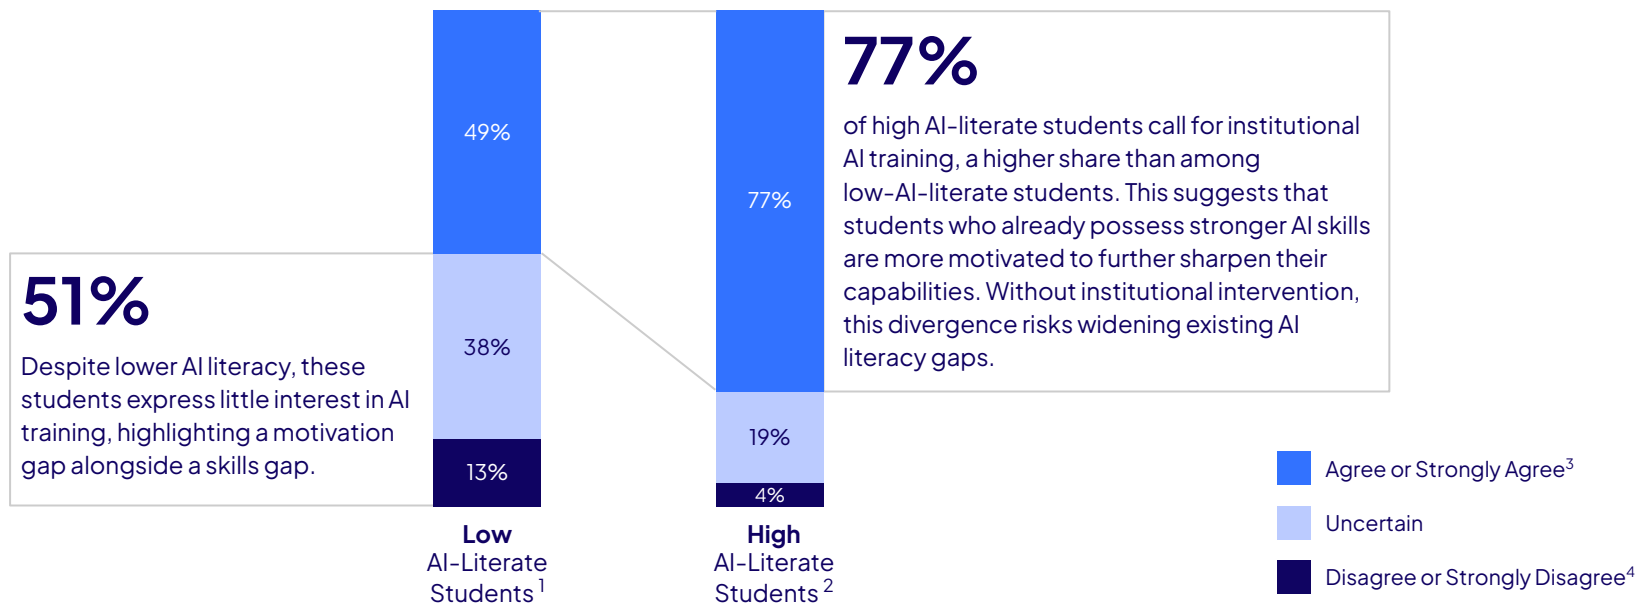 49%
38%
13%
Low
AI-Literate
Students 1
77%
19%
4%
High
AI-Literate
Students 2
51%
Despite lower AI literacy, these
students express little interest in AI
training, highlighting a motivation
gap alongside a skills gap.
77%
of high AI-literate students call for institutional
AI training, a higher share than among
low-AI-literate students. This suggests that
students who already possess stronger AI skills
are more motivated to further sharpen their
capabilities. Without institutional intervention,
this divergence risks widening existing AI
literacy gaps.
Agree or Strongly Agree3
Uncertain
Disagree or Strongly Disagree4